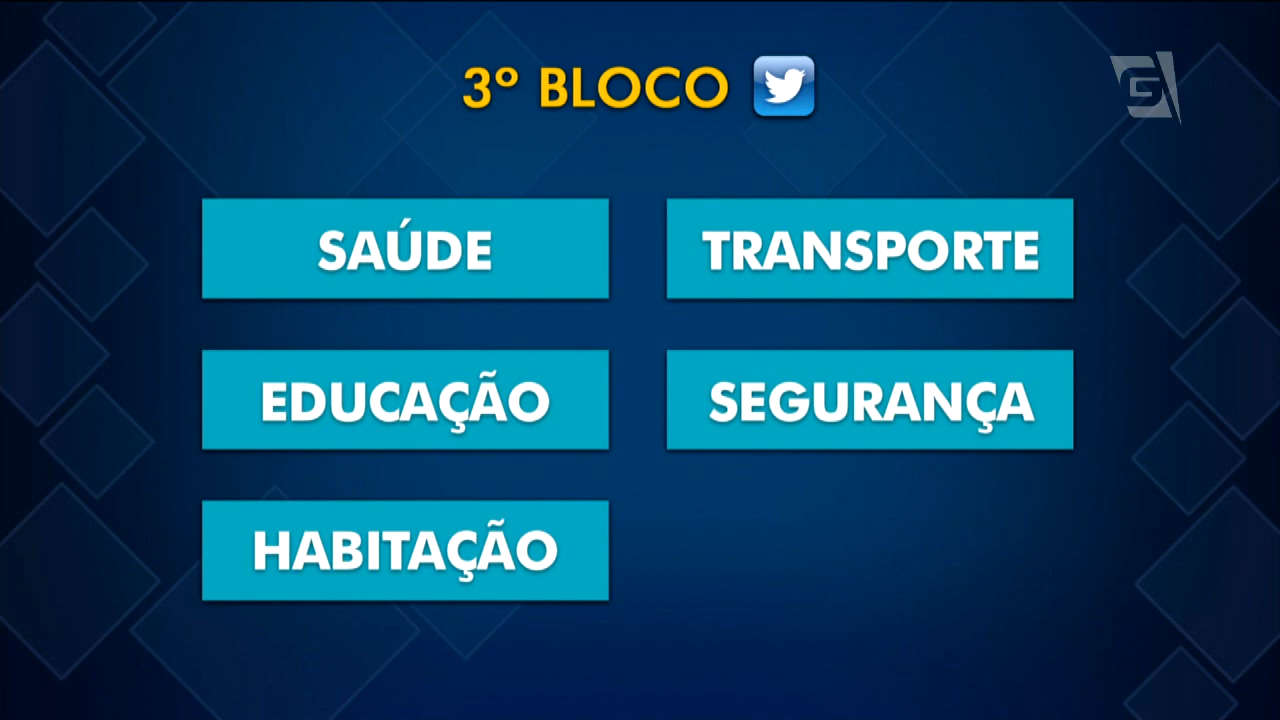 3º BLOCO
SAÚDE
TRANSPORTE
EDUCAÇÃO
SEGURANÇA
HABITAÇÃO